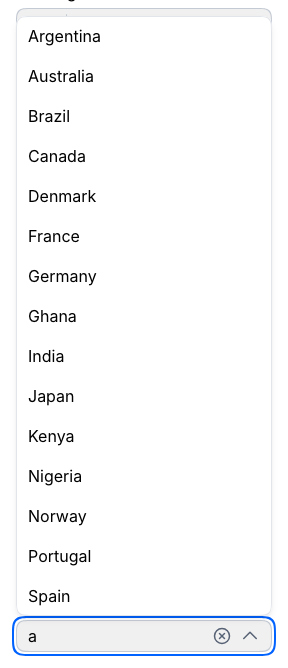 Argentina
Australia
Brazil
Canada
Denmark
France
Germany
Ghana
India
Japan
Kenya
Nigeria
Norway
Portugal
Spain
a